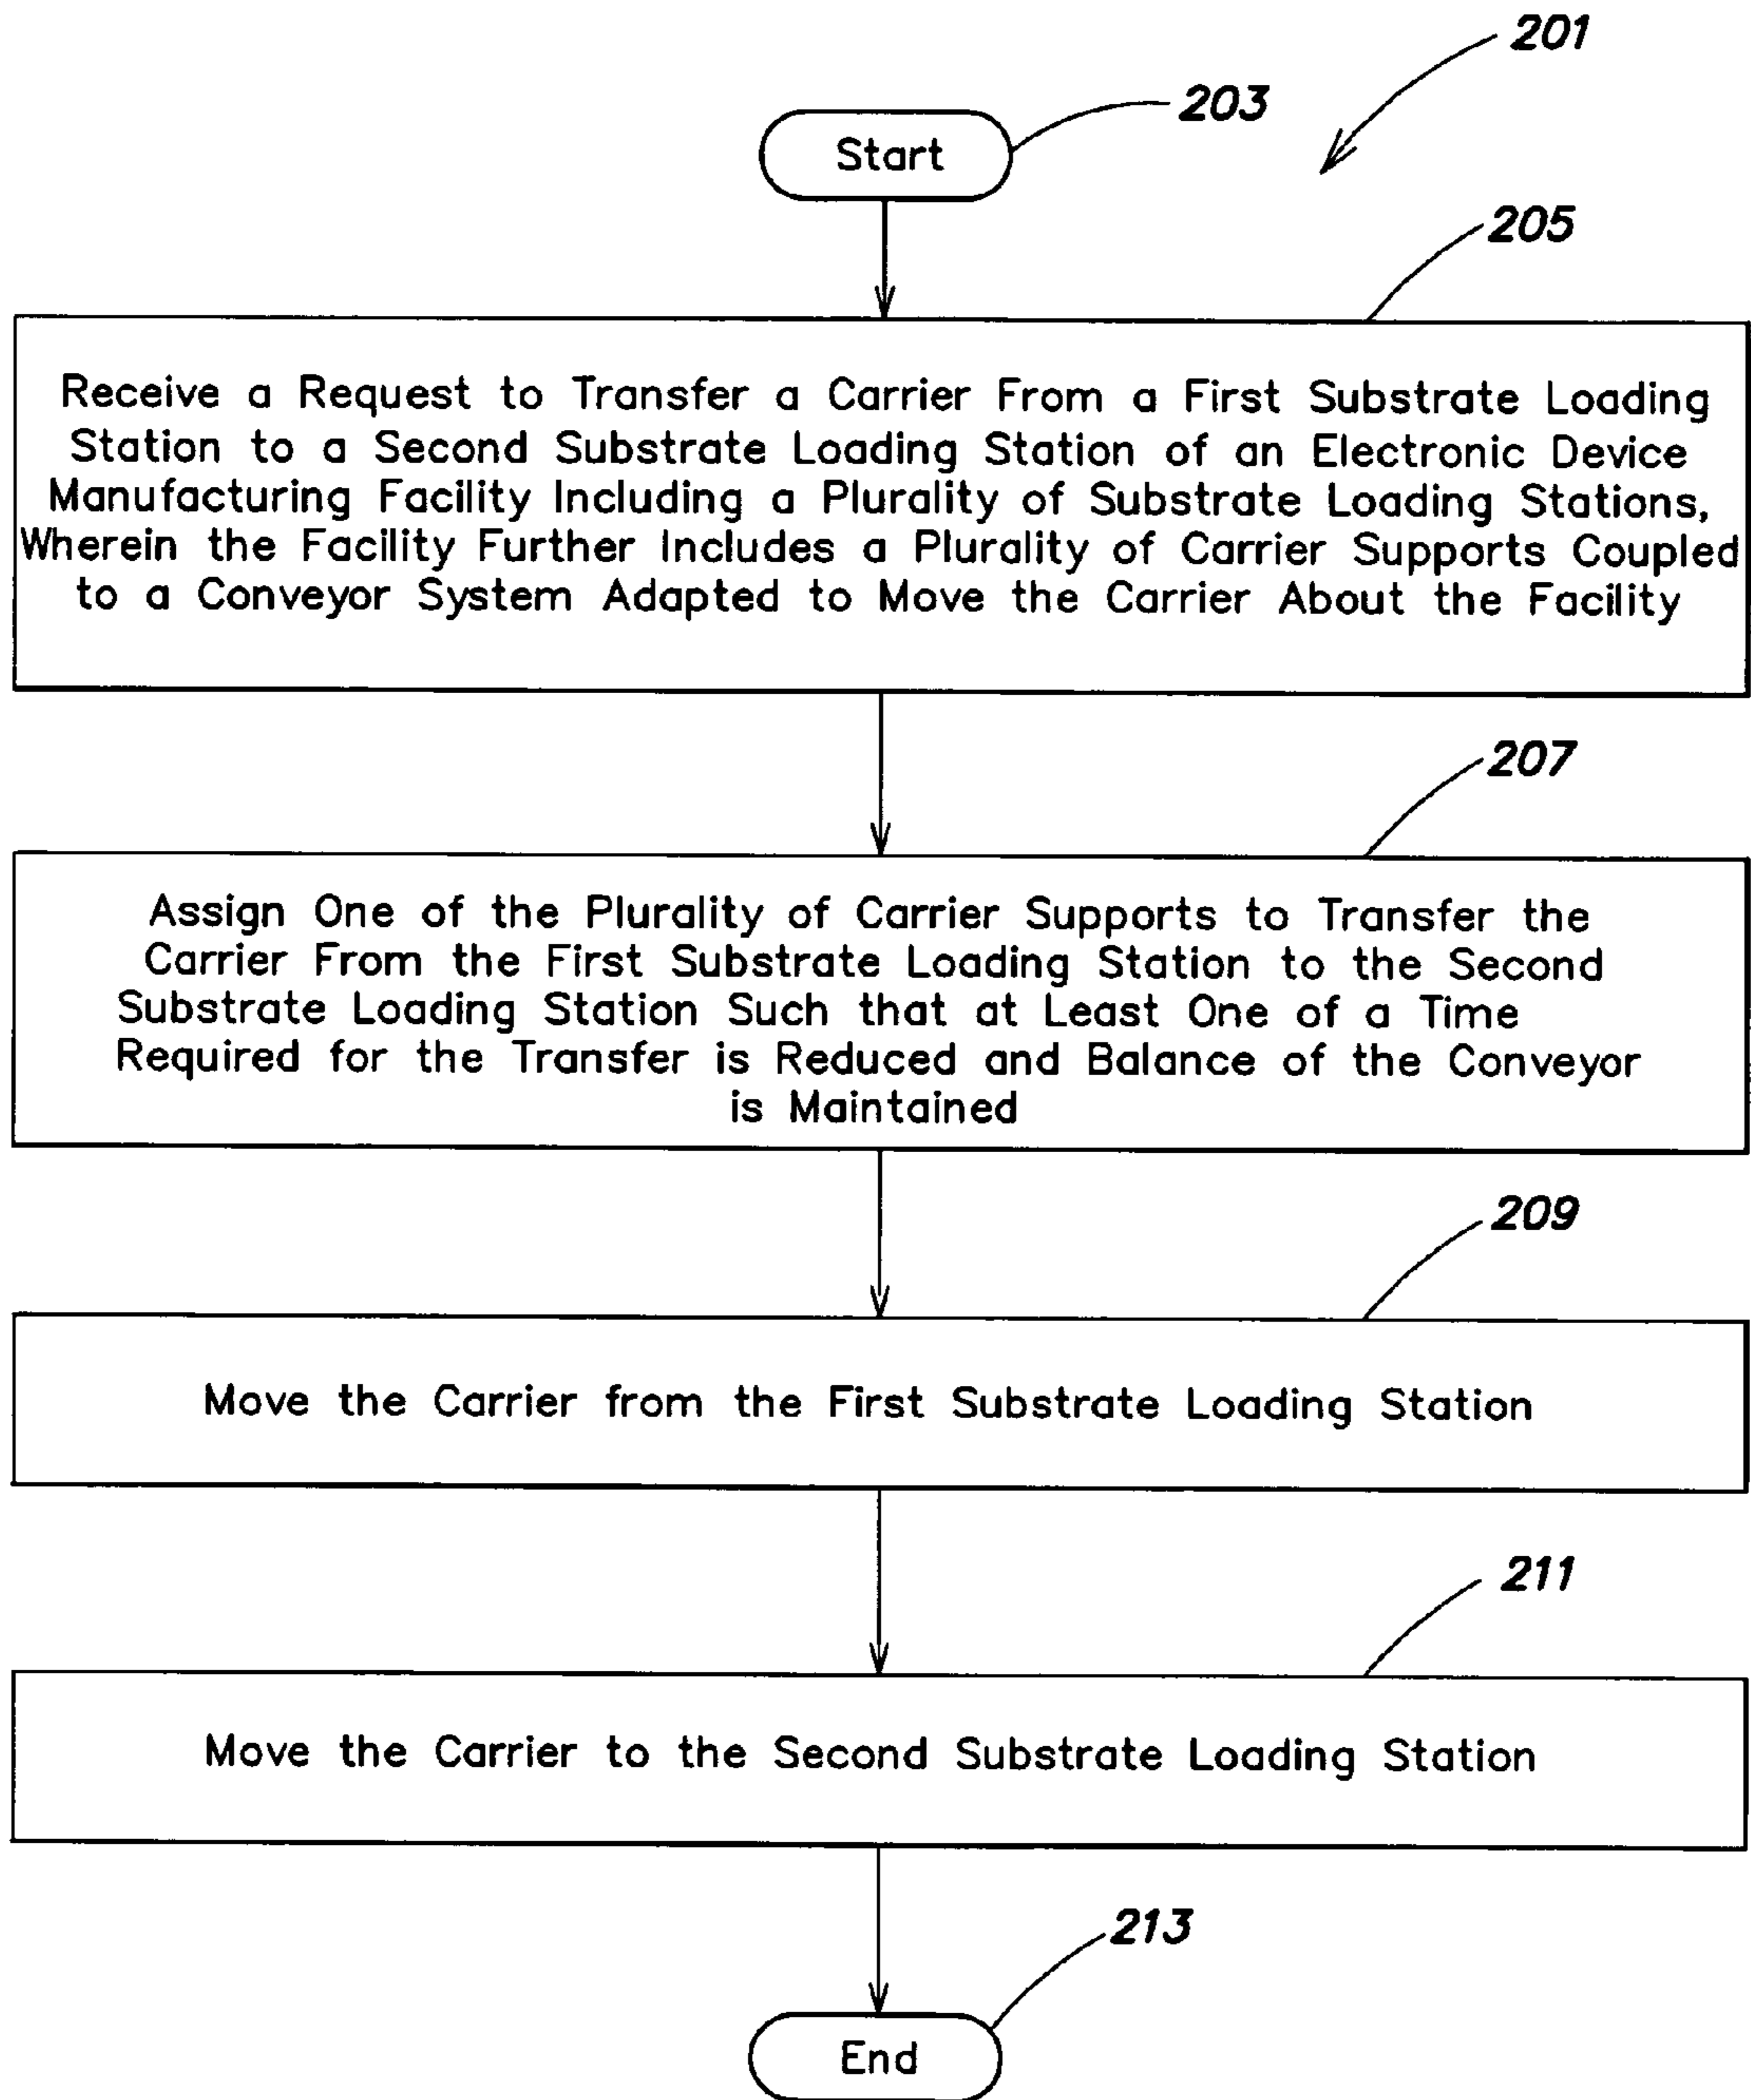 201
203
Start
205
Receive a Request to Transfer a Carrier From a First Substrate Loading
Station to a Second Substrate Loading Station of an Electronic Device
Manufacturing Facility Including a Plurality of Substrate Loading Stations,
Wherein the Facility Further Includes a Plurality of Carrier Supports Coupled
to a Conveyor System Adapted to Move the Carrier About the Facility
207
Assign One of the Plurality of Carrier Supports to Transfer the
Carrier From the First Substrate Loading Station to the Second
Substrate Loading Station Such that at Least One of a Time
Required for the Transfer is Reduced and Balance of the Conveyor
is Maintained
209
Move the Carrier from the First Substrate Loading Station
211
Move the Carrier to the Second Substrate Loading Station
213
End